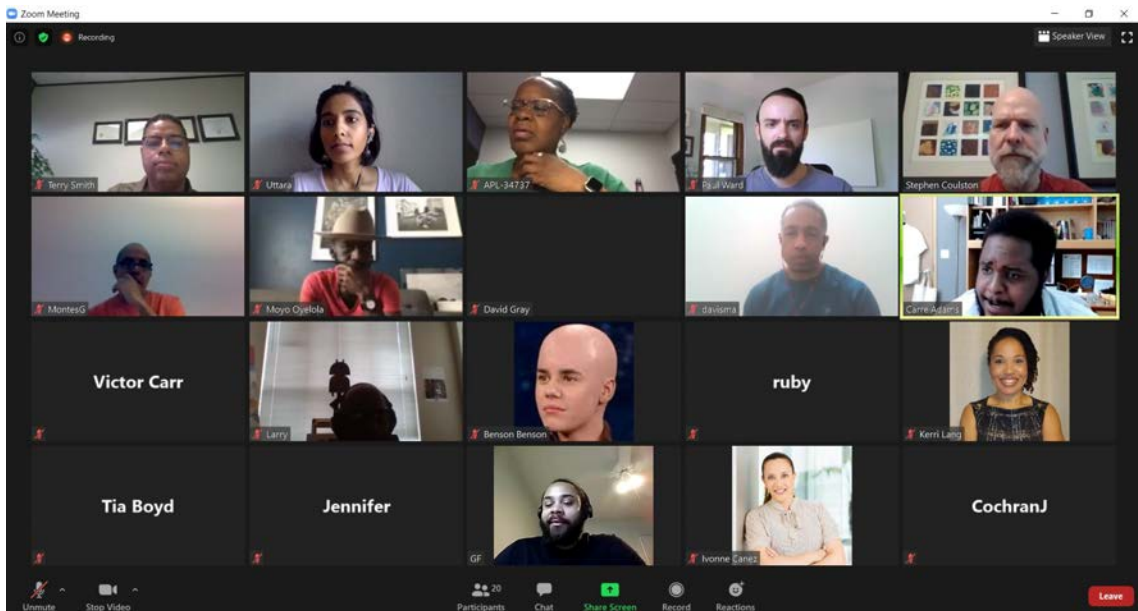 Zoom Meeting
Recording
Speaker View
Terry Smith
Uttara
APL-34737
Paul Ward
Stephen Coulston
MontesG
Moyo Oyelola
David Gray
davisma
Carre Adams
Victor Carr
Larry
Benson Benson
ruby
Kerri Lang
Tia Boyd
Jennifer
GF
Ivonne Canez
CochranJ
Unmute
Stop Video
Participants
20
Chat
Share Screen
Record
Reactions
Leave